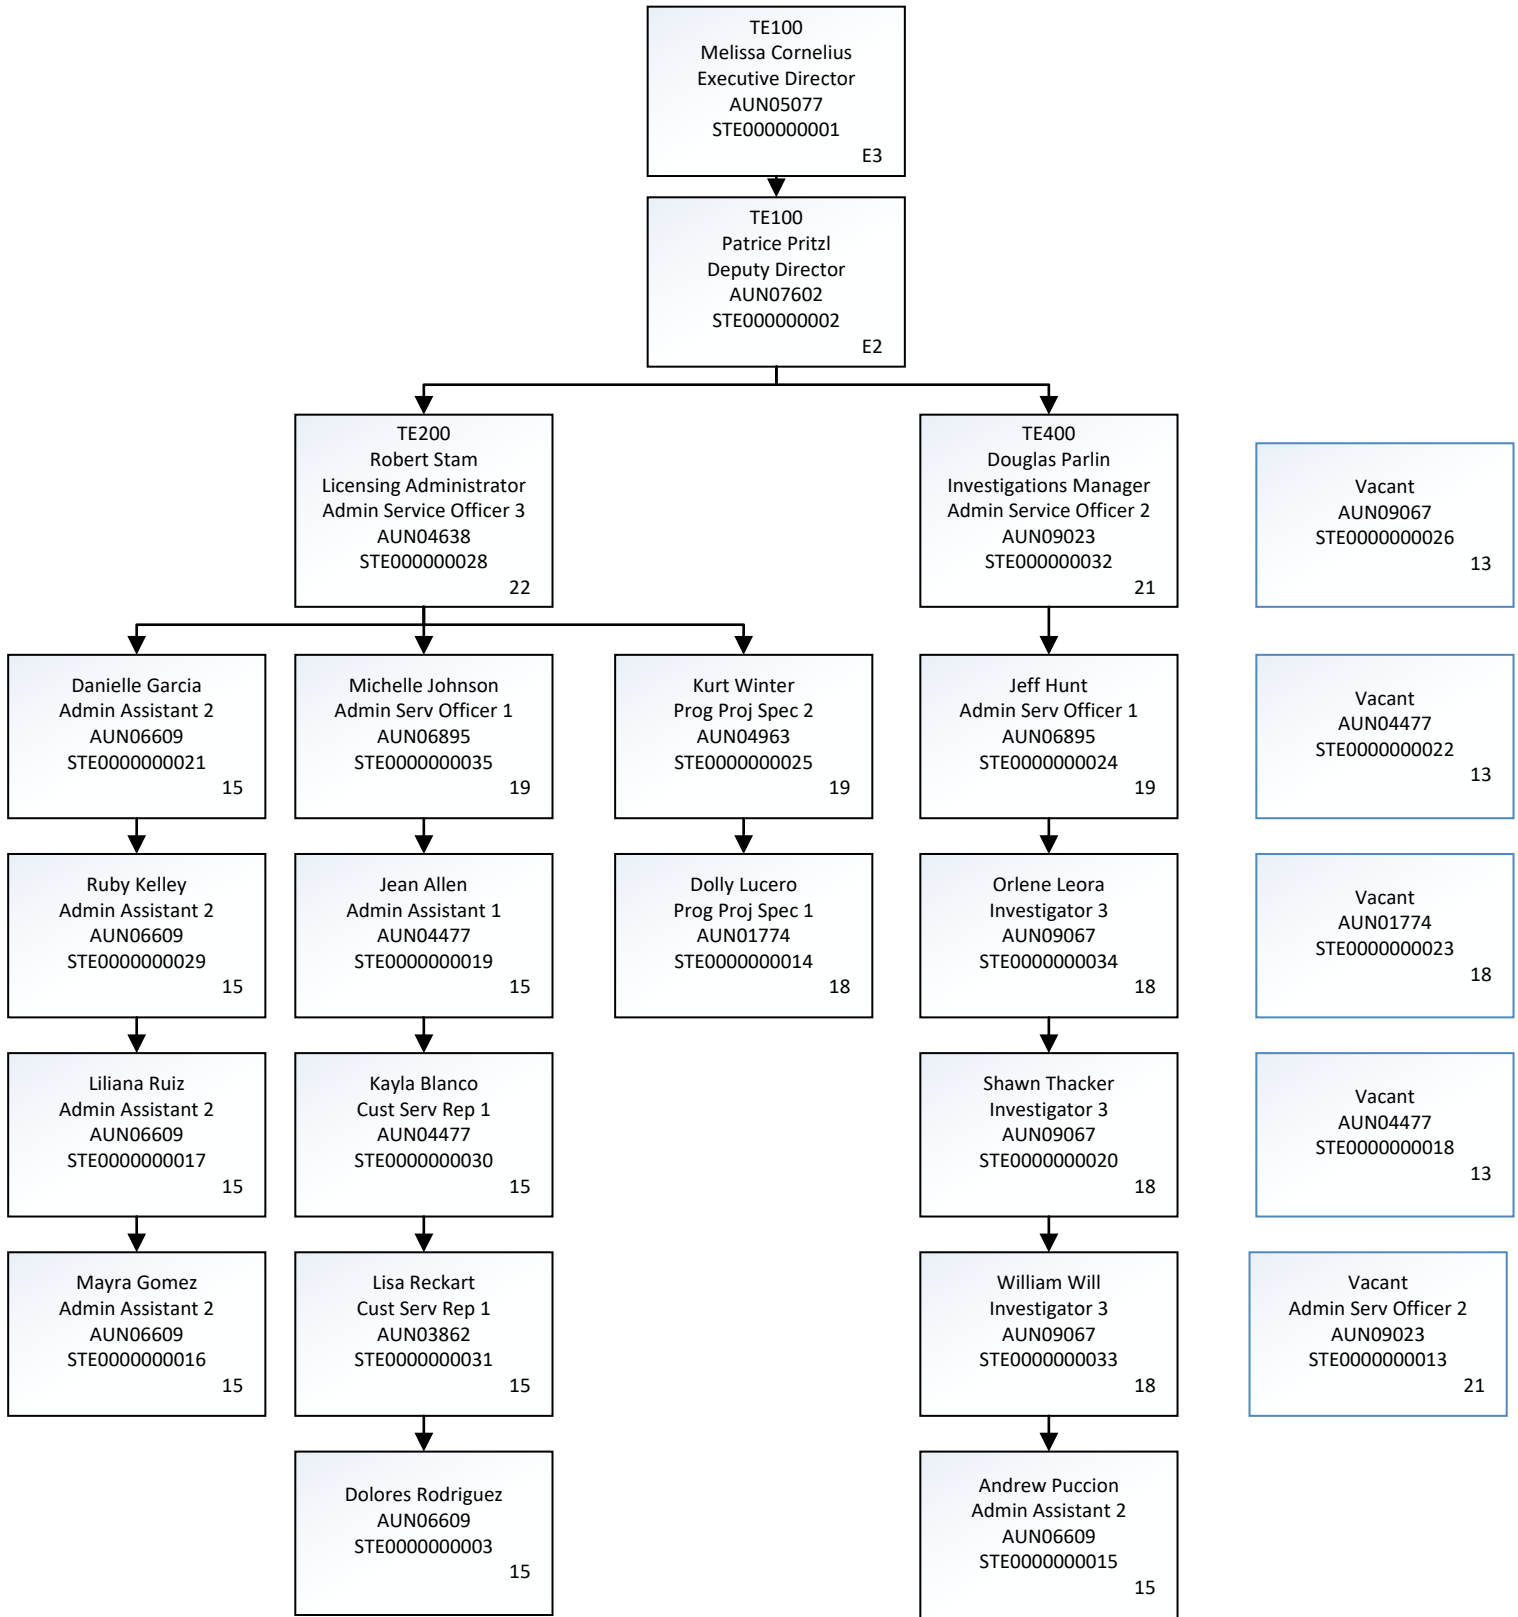 TE100
Melissa Cornelius
Executive Director
AUN05077
STE000000001
E3
TE100
Patrice Pritzl
Deputy Director
AUN07602
STE000000002
E2
TE200
Robert Stam
Licensing Administrator
Admin Service Officer 3
AUN04638
STE000000028
22
TE400
Douglas Parlin
Investigations Manager
Admin Service Officer 2
AUN09023
STE000000032
21
Vacant
AUN09067
STE0000000026
13
Danielle Garcia
Admin Assistant 2
AUN06609
STE0000000021
15
Michelle Johnson
Admin Serv Officer 1
AUN06895
STE0000000035
19
Kurt Winter
Prog Proj Spec 2
AUN04963
STE0000000025
19
Jeff Hunt
Admin Serv Officer 1
AUN06895
STE0000000024
19
Vacant
AUN04477
STE0000000022
13
Ruby Kelley
Admin Assistant 2
AUN06609
STE0000000029
15
Jean Allen
Admin Assistant 1
AUN04477
STE0000000019
15
Dolly Lucero
Prog Proj Spec 1
AUN01774
STE0000000014
18
Orlene Leora
Investigator 3
AUN09067
STE0000000034
18
Vacant
AUN01774
STE0000000023
18
Liliana Ruiz
Admin Assistant 2
AUN06609
STE0000000017
15
Kayla Blanco
Cust Serv Rep 1
AUN04477
STE0000000030
15
Shawn Thacker
Investigator 3
AUN09067
STE0000000020
18
Vacant
AUN04477
STE0000000018
13
Mayra Gomez
Admin Assistant 2
AUN06609
STE0000000016
15
Lisa Reckart
Cust Serv Rep 1
AUN03862
STE0000000031
15
William Will
Investigator 3
AUN09067
STE0000000033
18
Vacant
Admin Serv Officer 2
AUN09023
STE0000000013
21
Dolores Rodriguez
AUN06609
STE0000000003
15
Andrew Puccion
Admin Assistant 2
AUN06609
STE0000000015
15